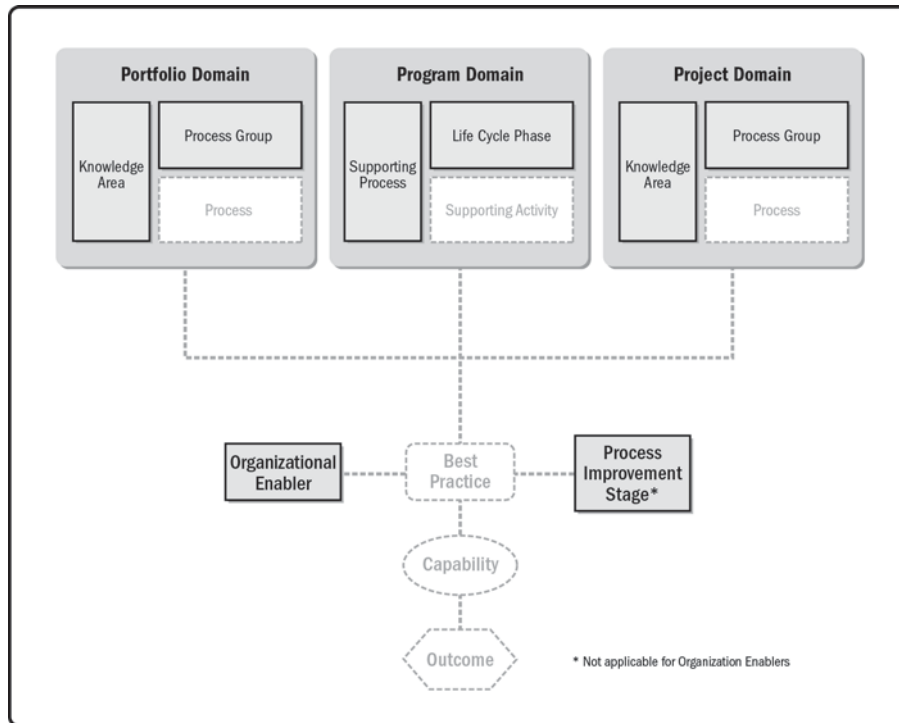 Portfolio Domain
Knowledge
Area
Process Group
Process
Program Domain
Supporting
Process
Life Cycle Phase
Supporting Activity
Project Domain
Knowledge
Area
Process Group
Process
Organizational
Enabler
Best
Practice
Process
Improvement
Stage*
Capability
Outcome
* Not applicable for Organization Enablers